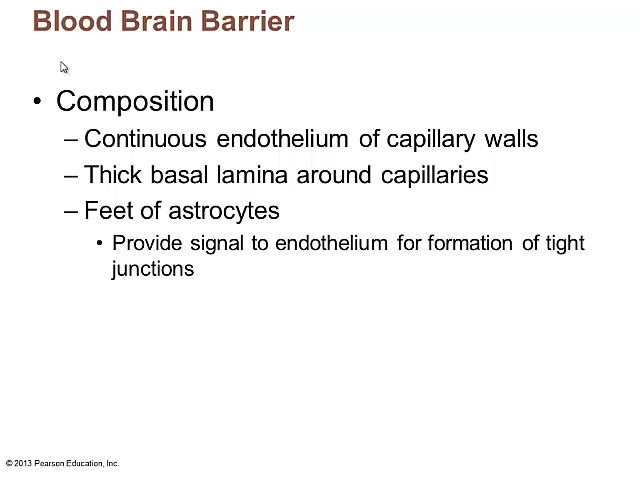 Blood Brain Barrier
• Composition
– Continuous endothelium of capillary walls
– Thick basal lamina around capillaries
– Feet of astrocytes
• Provide signal to endothelium for formation of tight
junctions
© 2013 Pearson Education, Inc.